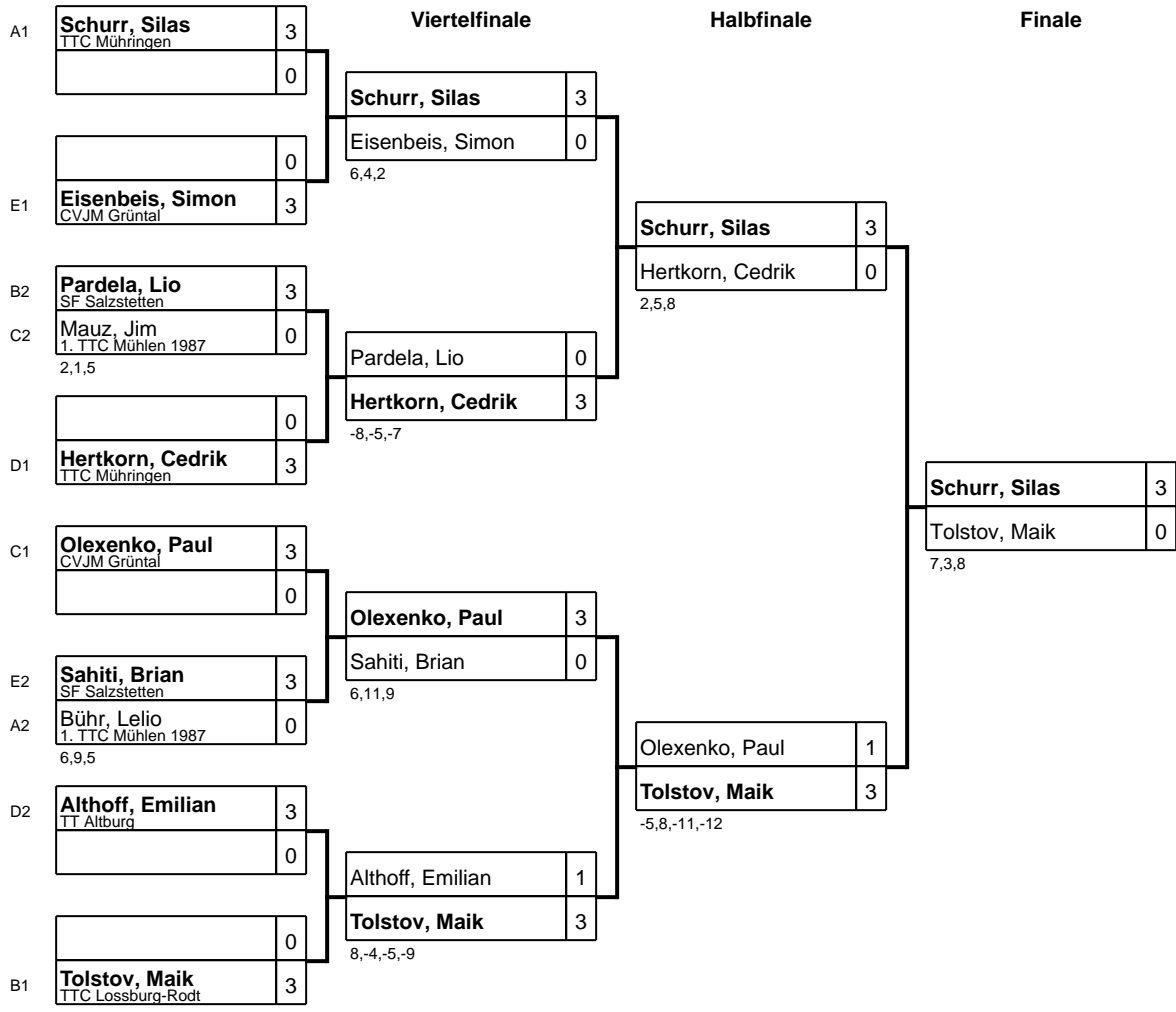 Viertelfinale
Halbfinale
Finale
A1
Schurr, Silas
TTC Mühringen
3
0
0
E1
Eisenbeis, Simon
CVJM Grüntal
3
B2
Pardela, Lio
SF Salzstetten
3
C2
Mauz, Jim
1. TTC Mühlen 1987
0
2,1,5
0
D1
Hertkorn, Cedrik
TTC Mühringen
3
C1
Olexenko, Paul
CVJM Grüntal
3
0
E2
Sahiti, Brian
SF Salzstetten
3
A2
Bühr, Lelio
1. TTC Mühlen 1987
0
6,9,5
D2
Althoff, Emilian
TT Altburg
3
0
0
B1
Tolstov, Maik
TTC Lossburg-Rodt
3
Schurr, Silas 3
Eisenbeis, Simon 0
6,4,2
Pardela, Lio 0
Hertkorn, Cedrik 3
-8,-5,-7
Olexenko, Paul 3
Sahiti, Brian 0
6,11,9
Althoff, Emilian 1
Tolstov, Maik 3
8,-4,-5,-9
Schurr, Silas 3
Hertkorn, Cedrik 0
2,5,8
Olexenko, Paul 1
Tolstov, Maik 3
-5,8,-11,-12
Schurr, Silas 3
Tolstov, Maik 0
7,3,8